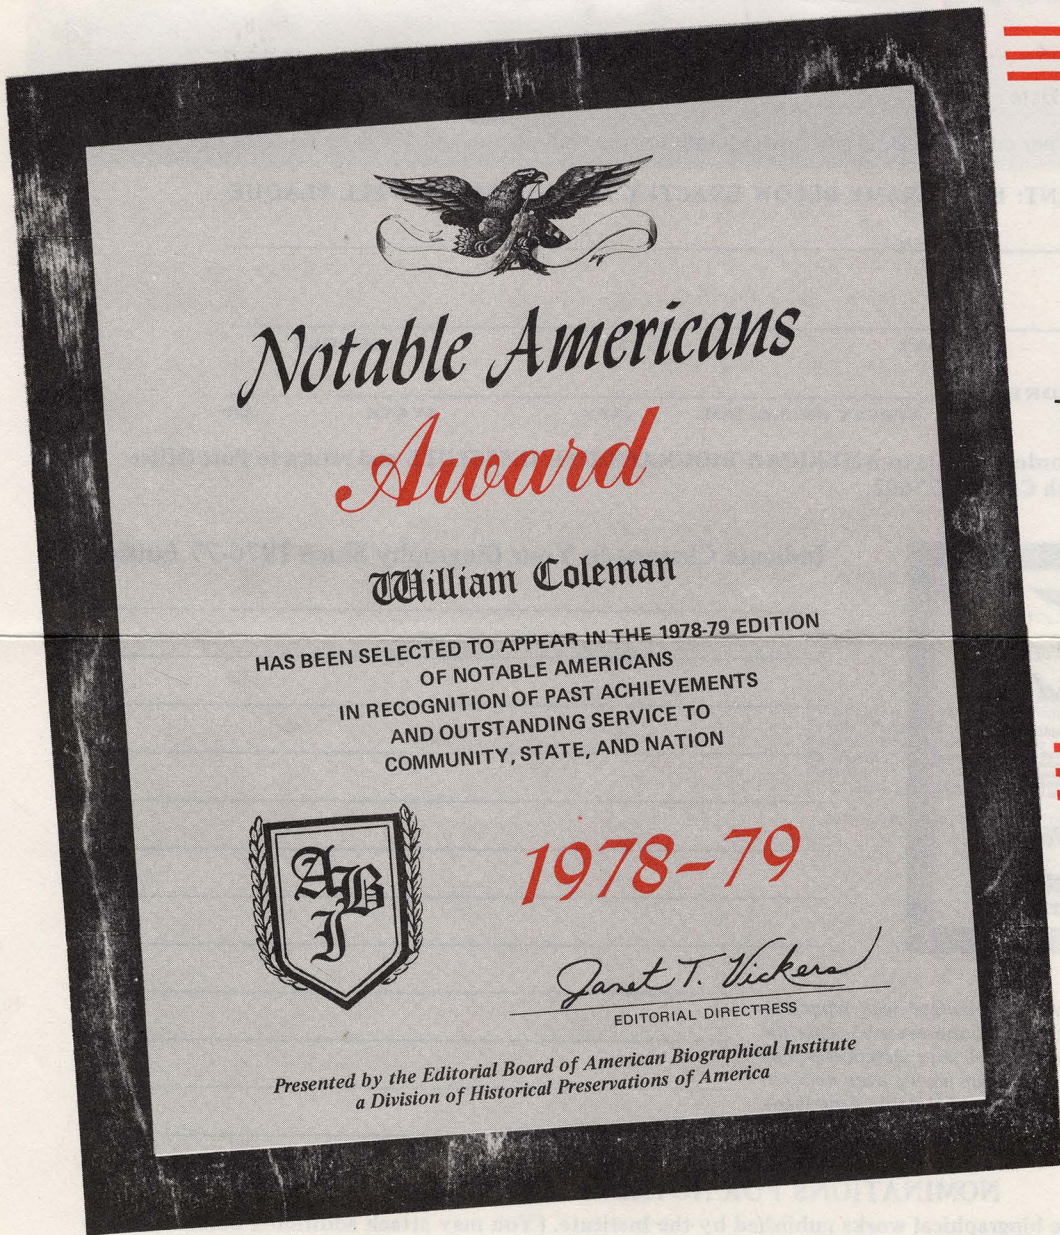 Notable Americans
Award
William Coleman
HAS BEEN SELECTED TO APPEAR IN THE 1978-79 EDITION
OF NOTABLE AMERICANS
IN RECOGNITION OF PAST ACHIEVEMENTS
AND OUTSTANDING SERVICE TO
COMMUNITY, STATE, AND NATION
ABI
1978-79
Janet T. Vickers
EDITORIAL DIRECTRESS
Presented by the Editorial Board of American Biographical Institute
a Division of Historical Preservations of America